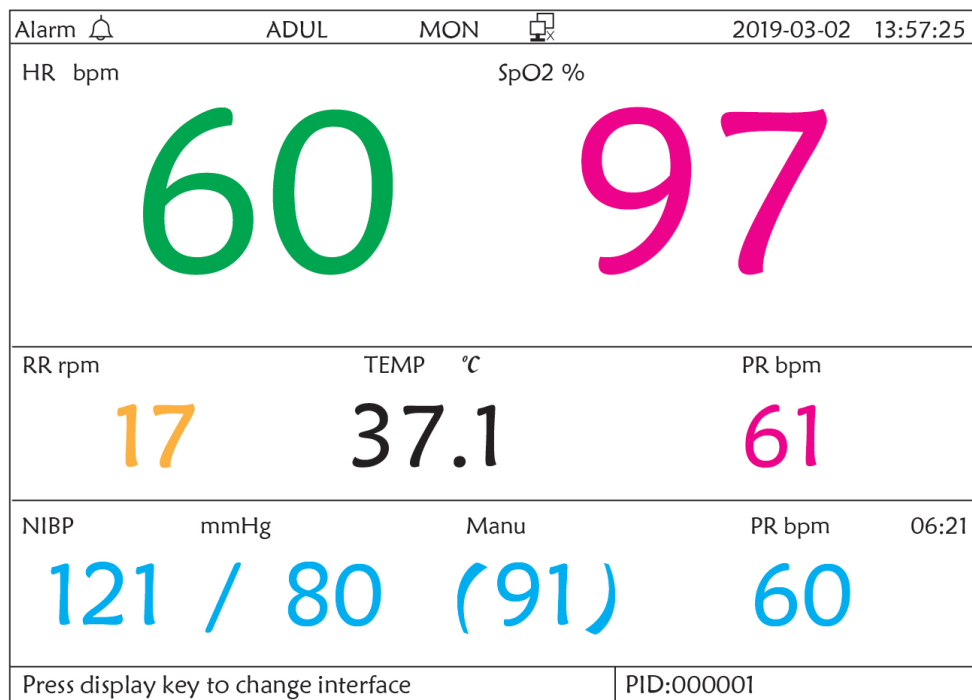 Alarm ADUL MON 2019-03-02 13:57:25
HR bpm SpO2 %
60 97
RR rpm TEMP °C PR bpm
17 37.1 61
NIBP mmHg Manu PR bpm 06:21
121 / 80 (91) 60
Press display key to change interface PID:000001